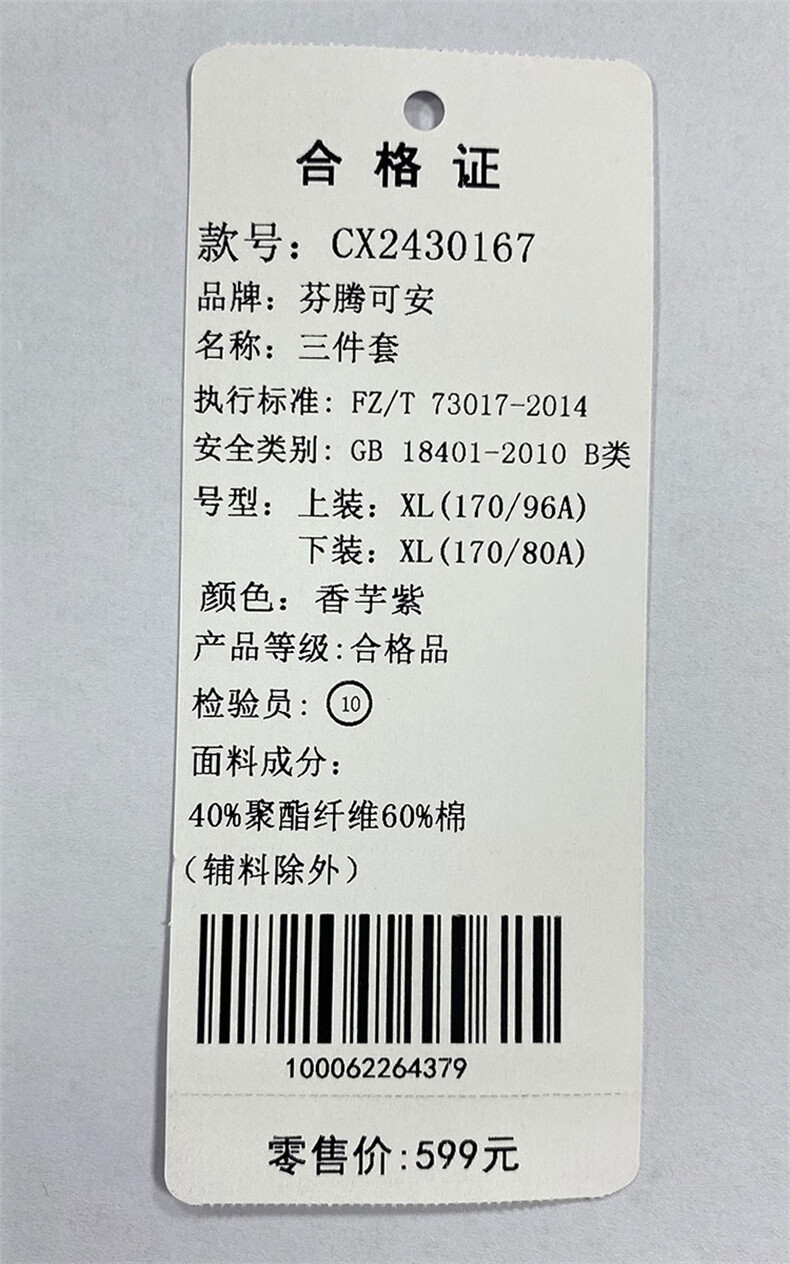 合格证
款号：CX2430167
品牌：芬腾可安
名称：三件套
执行标准：FZ/T 73017-2014
安全类别：GB 18401-2010 B类
号型：上装：XL(170/96A)
下装：XL(170/80A)
颜色：香芋紫
产品等级:合格品
检验员：10
面料成分：
40%聚酯纤维60%棉
（辅料除外）
100062264379
零售价:599元